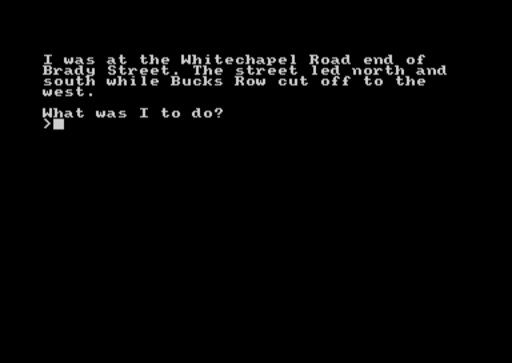 I was at the Whitechapel Road end of
Brady Street. The street led north and
south while Bucks Row cut off to the
west.
What was I to do?
>